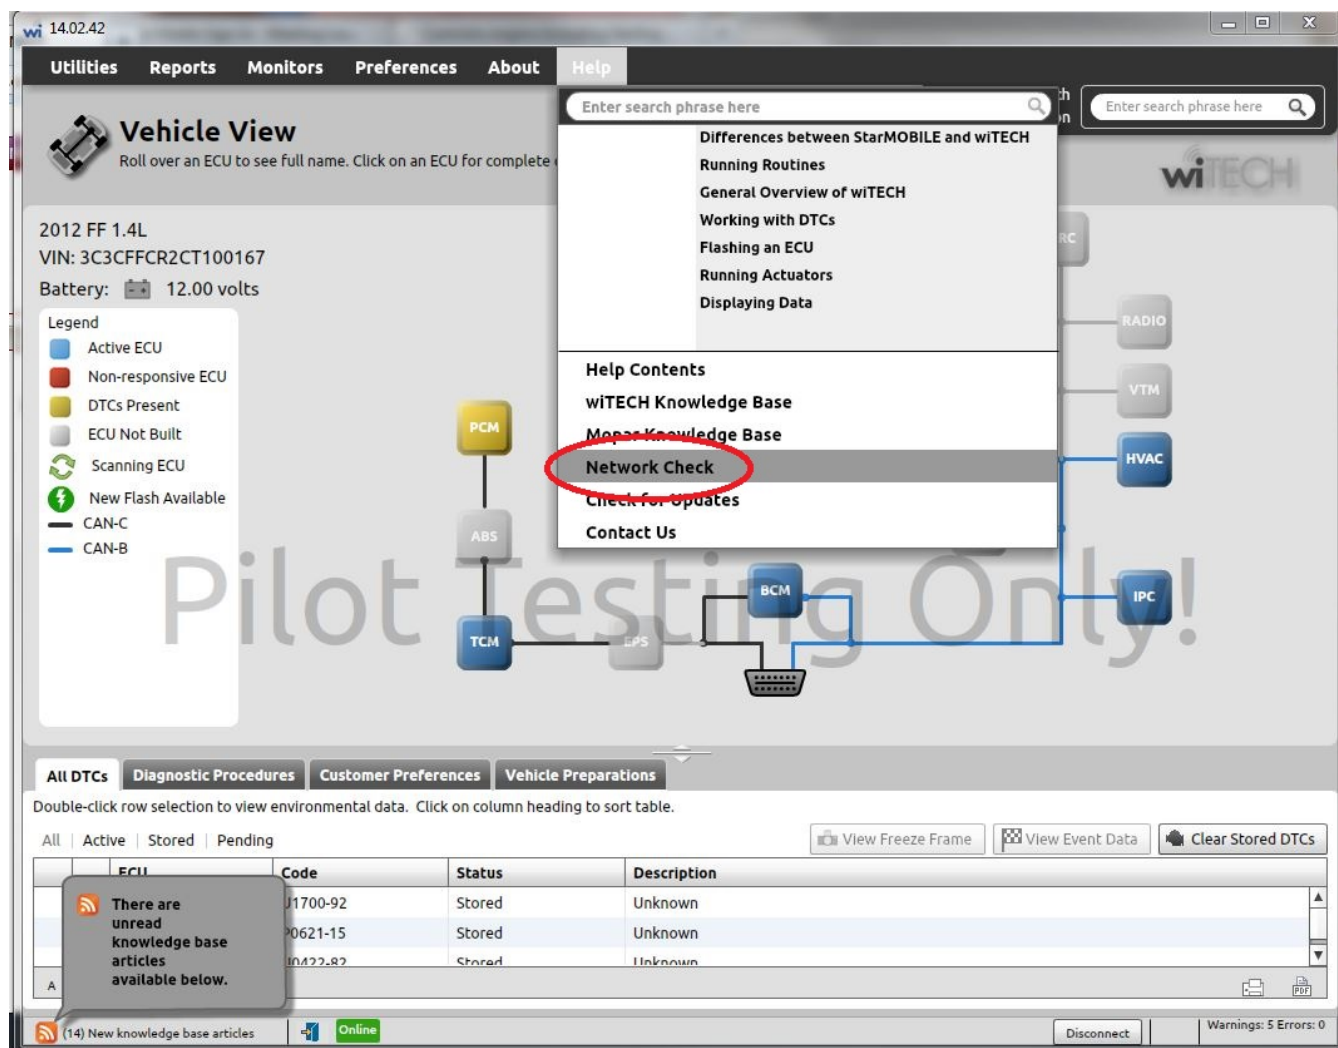 wi 14.02.42
Utilities Reports Monitors Preferences About Help
Enter search phrase here
Enter search phrase here
Vehicle View
Roll over an ECU to see full name. Click on an ECU for complete
wiTECH
Differences between StarMOBILE and wiTECH
Running Routines
General Overview of wiTECH
Working with DTCs
Flashing an ECU
Running Actuators
Displaying Data
2012 FF 1.4L
VIN: 3C3CFFCR2CT100167
Battery: 12.00 volts
Legend
Active ECU
Non-responsive ECU
DTCs Present
ECU Not Built
Scanning ECU
New Flash Available
CAN-C
CAN-B
Help Contents
wiTECH Knowledge Base
Mopar Knowledge Base
Network Check
Check for Updates
Contact Us
RADIO
VTM
PCM
HVAC
ABS
Pilot Testing Only!
BCM
IPC
TCM
EPS
All DTCs Diagnostic Procedures Customer Preferences Vehicle Preparations
Double-click row selection to view environmental data. Click on column heading to sort table.
All | Active | Stored | Pending
View Freeze Frame View Event Data Clear Stored DTCs
ECU Code Status Description
U1700-92 Stored Unknown
P0621-15 Stored Unknown
U0422-82 Stored Unknown
There are
unread
knowledge base
articles
available below.
A
PDF
(14) New knowledge base articles Online Disconnect Warnings: 5 Errors: 0